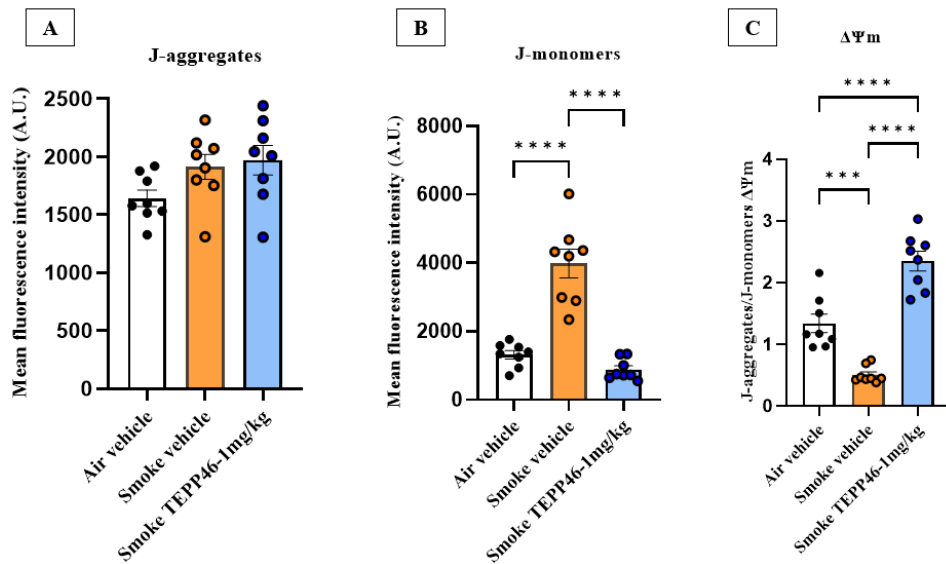 A
J-aggregates
Mean fluorescence intensity (A.U.)
2500
2000
1500
1000
500
0
Air vehicle
Smoke vehicle
Smoke TEPP46-1mg/kg
B
J-monomers
Mean fluorescence intensity (A.U.)
****
****
8000
6000
4000
2000
0
Air vehicle
Smoke vehicle
Smoke TEPP46-1mg/kg
C
ΔΨm
J-aggregates/J-monomers ΔΨm
****
****
***
4
3
2
1
0
Air vehicle
Smoke vehicle
Smoke TEPP46-1mg/kg